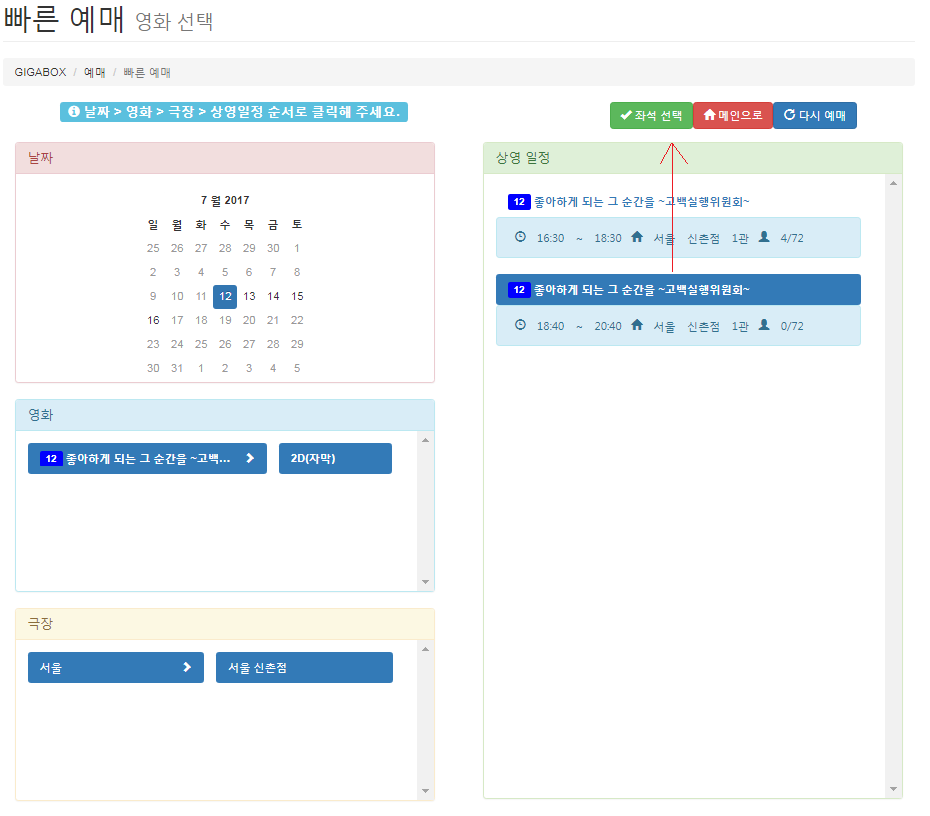 빠른 예매 영화 선택
GIGABOX / 예매 / 빠른 예매
날짜 > 영화 > 극장 > 상영일정 순서로 클릭해 주세요.
좌석 선택 메인으로 다시 예매
날짜
7 월 2017
일 월 화 수 목 금 토
25 26 27 28 29 30 1
2 3 4 5 6 7 8
9 10 11 12 13 14 15
16 17 18 19 20 21 22
23 24 25 26 27 28 29
30 31 1 2 3 4 5
영화
12 좋아하게 되는 그 순간을 ~고백... 2D(자막)
극장
서울 서울 신촌점
상영 일정
12 좋아하게 되는 그 순간을 ~고백실행위원회~
16:30 ~ 18:30 서울 신촌점 1관 4/72
12 좋아하게 되는 그 순간을 ~고백실행위원회~
18:40 ~ 20:40 서울 신촌점 1관 0/72